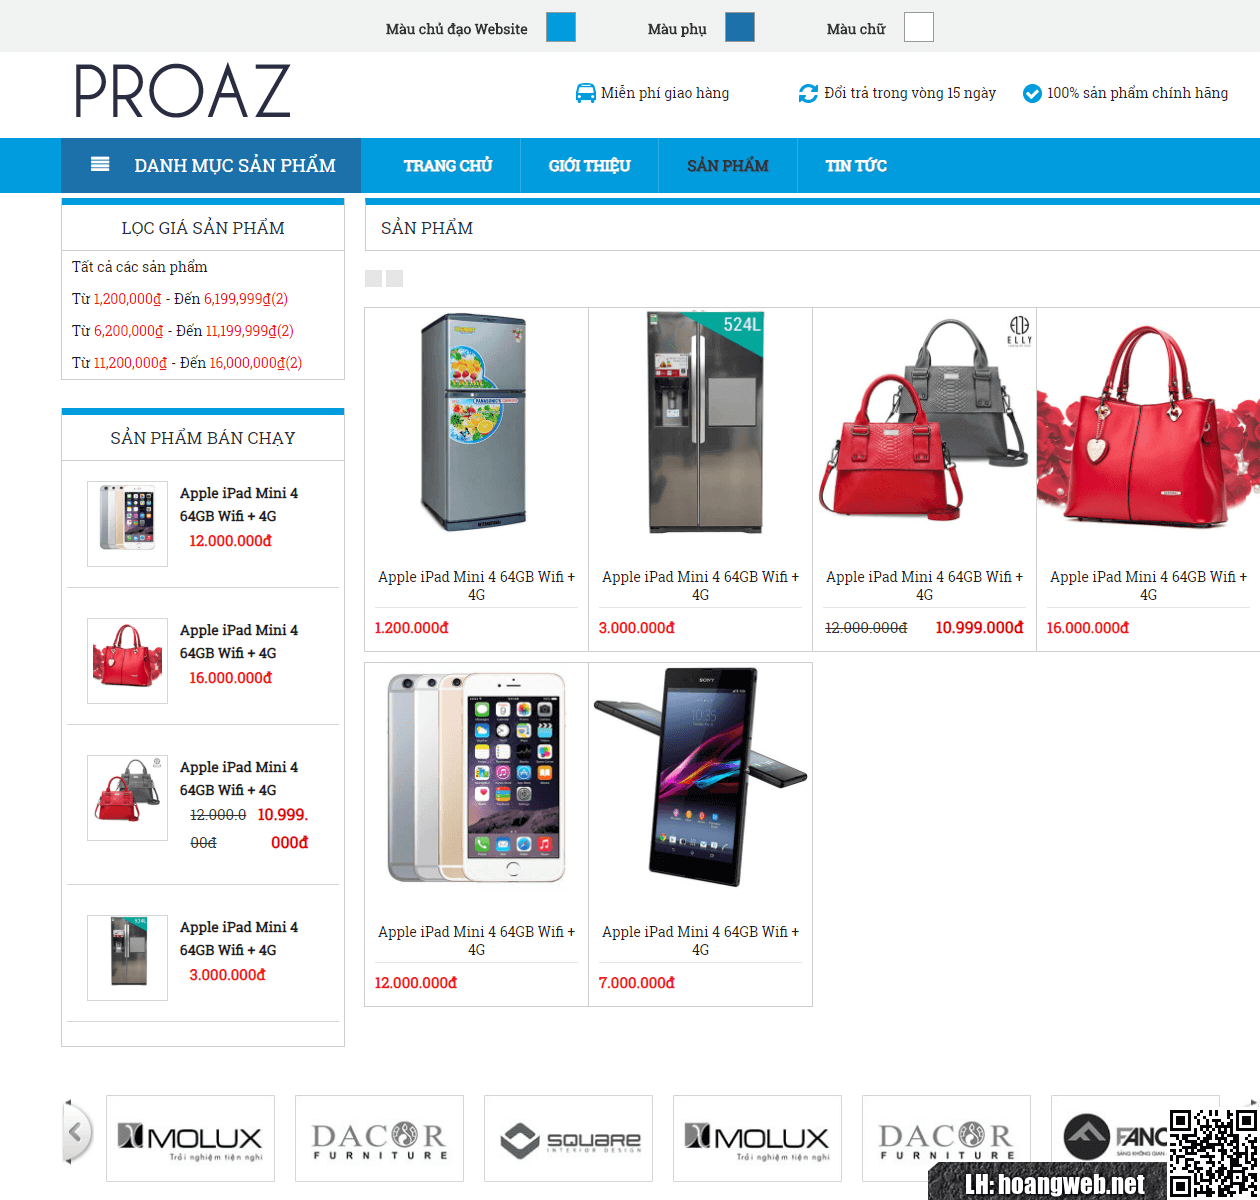 Màu chủ đạo Website
Màu phụ
Màu chữ
PROAZ
Miễn phí giao hàng
Đổi trả trong vòng 15 ngày
100% sản phẩm chính hãng
DANH MỤC SẢN PHẨM
TRANG CHỦ
GIỚI THIỆU
SẢN PHẨM
TIN TỨC
LỌC GIÁ SẢN PHẨM
Tất cả các sản phẩm
Từ 1,200,000₫ - Đến 6,199,999₫(2)
Từ 6,200,000₫ - Đến 11,199,999₫(2)
Từ 11,200,000₫ - Đến 16,000,000₫(2)
SẢN PHẨM BÁN CHẠY
Apple iPad Mini 4
64GB Wifi + 4G
12.000.000đ
Apple iPad Mini 4
64GB Wifi + 4G
16.000.000đ
Apple iPad Mini 4
64GB Wifi + 4G
12.000.0 10.999.
00đ 000đ
Apple iPad Mini 4
64GB Wifi + 4G
3.000.000đ
SẢN PHẨM
524L
ELLY
Apple iPad Mini 4 64GB Wifi +
4G
1.200.000đ
Apple iPad Mini 4 64GB Wifi +
4G
3.000.000đ
Apple iPad Mini 4 64GB Wifi +
4G
12.000.000đ 10.999.000đ
Apple iPad Mini 4 64GB Wifi +
4G
16.000.000đ
SONY
10:35
Apple iPad Mini 4 64GB Wifi +
4G
12.000.000đ
Apple iPad Mini 4 64GB Wifi +
4G
7.000.000đ
MOLUX
Trải nghiệm tiện nghi
DACOR
FURNITURE
SQUARE
INTERIOR DESIGN
MOLUX
Trải nghiệm tiện nghi
DACOR
FURNITURE
FANC
SÁNG KHÔNG GIAN
LH: hoangweb.net